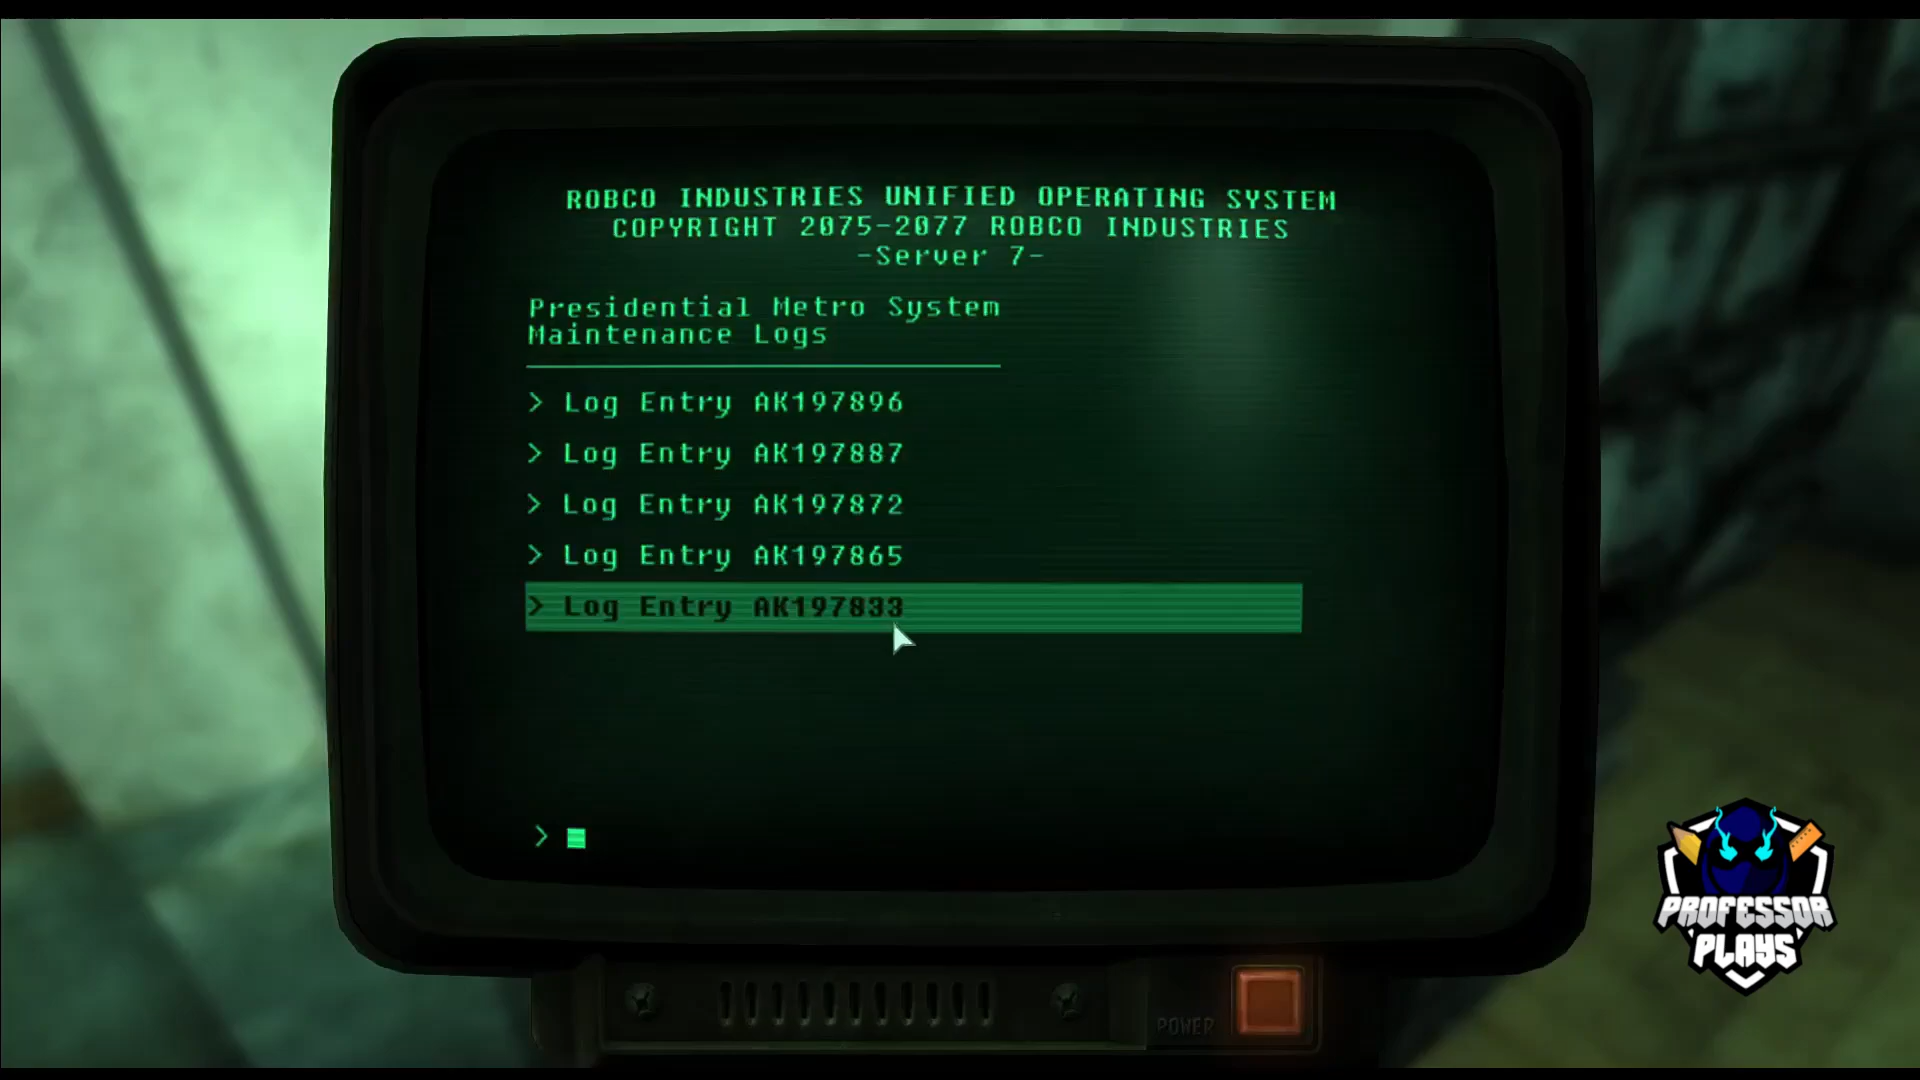 ROBCO INDUSTRIES UNIFIED OPERATING SYSTEM
COPYRIGHT 2075-2077 ROBCO INDUSTRIES
-Server 7-
Presidential Metro System
Maintenance Logs
> Log Entry AK197896
> Log Entry AK197887
> Log Entry AK197872
> Log Entry AK197865
> Log Entry AK197833
>
POWER
PROFESSOR
PLAYS